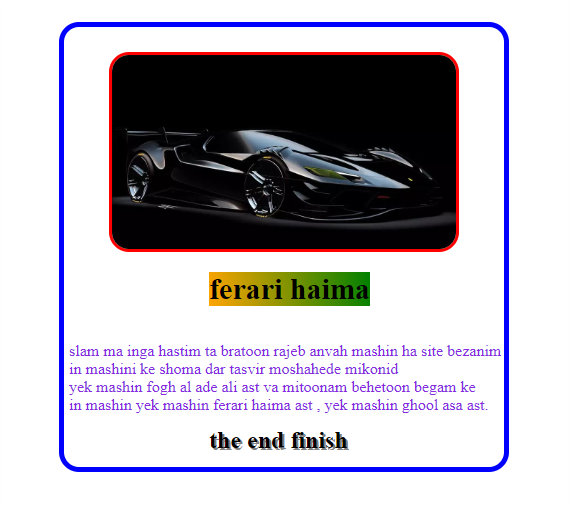 ferari haima
slam ma inga hastim ta bratoon rajeb anvah mashin ha site bezanim
in mashini ke shoma dar tasvir moshahede mikonid
yek mashin fogh al ade ali ast va mitoonam behetoon begam ke
in mashin yek mashin ferari haima ast , yek mashin ghool asa ast.
the end finish